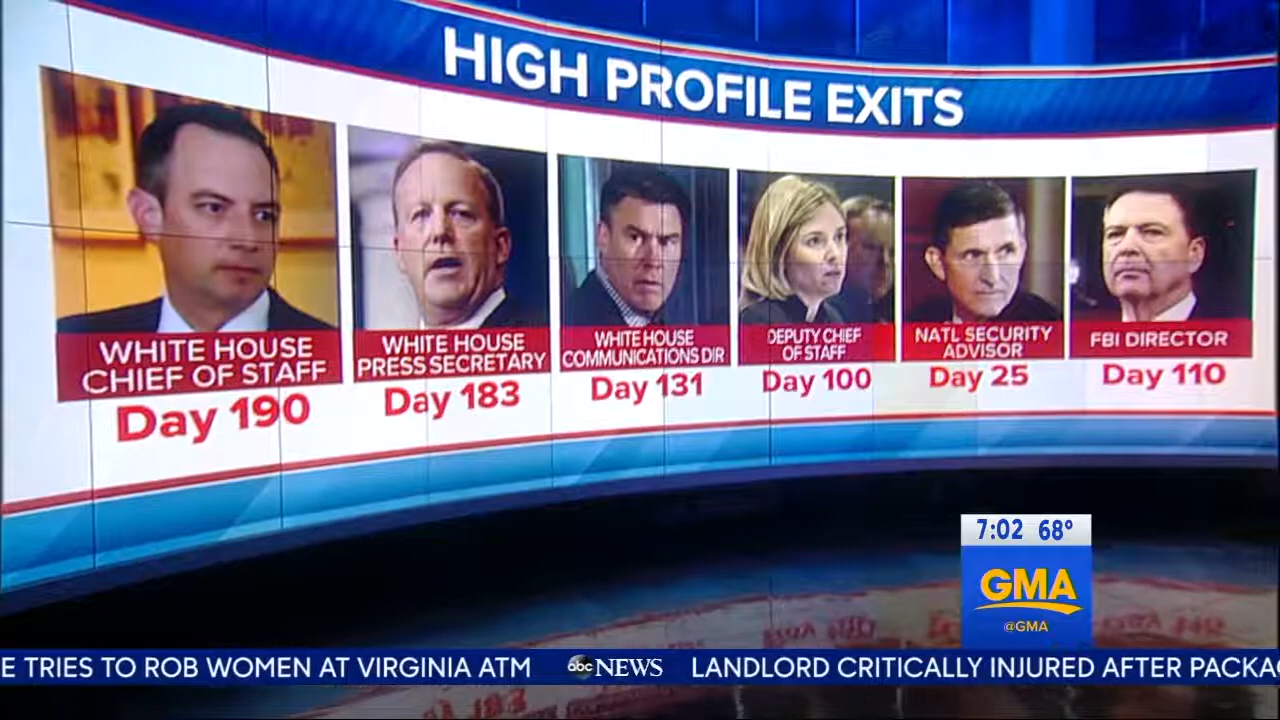 HIGH PROFILE EXITS
WHITE HOUSE
CHIEF OF STAFF
Day 190
WHITE HOUSE
PRESS SECRETARY
Day 183
WHITE HOUSE
COMMUNICATIONS DIR
Day 131
DEPUTY CHIEF
OF STAFF
Day 100
NATL SECURITY
ADVISOR
Day 25
FBI DIRECTOR
Day 110
7:02 68°
GMA
@GMA
E TRIES TO ROB WOMEN AT VIRGINIA ATM abc NEWS LANDLORD CRITICALLY INJURED AFTER PACKA